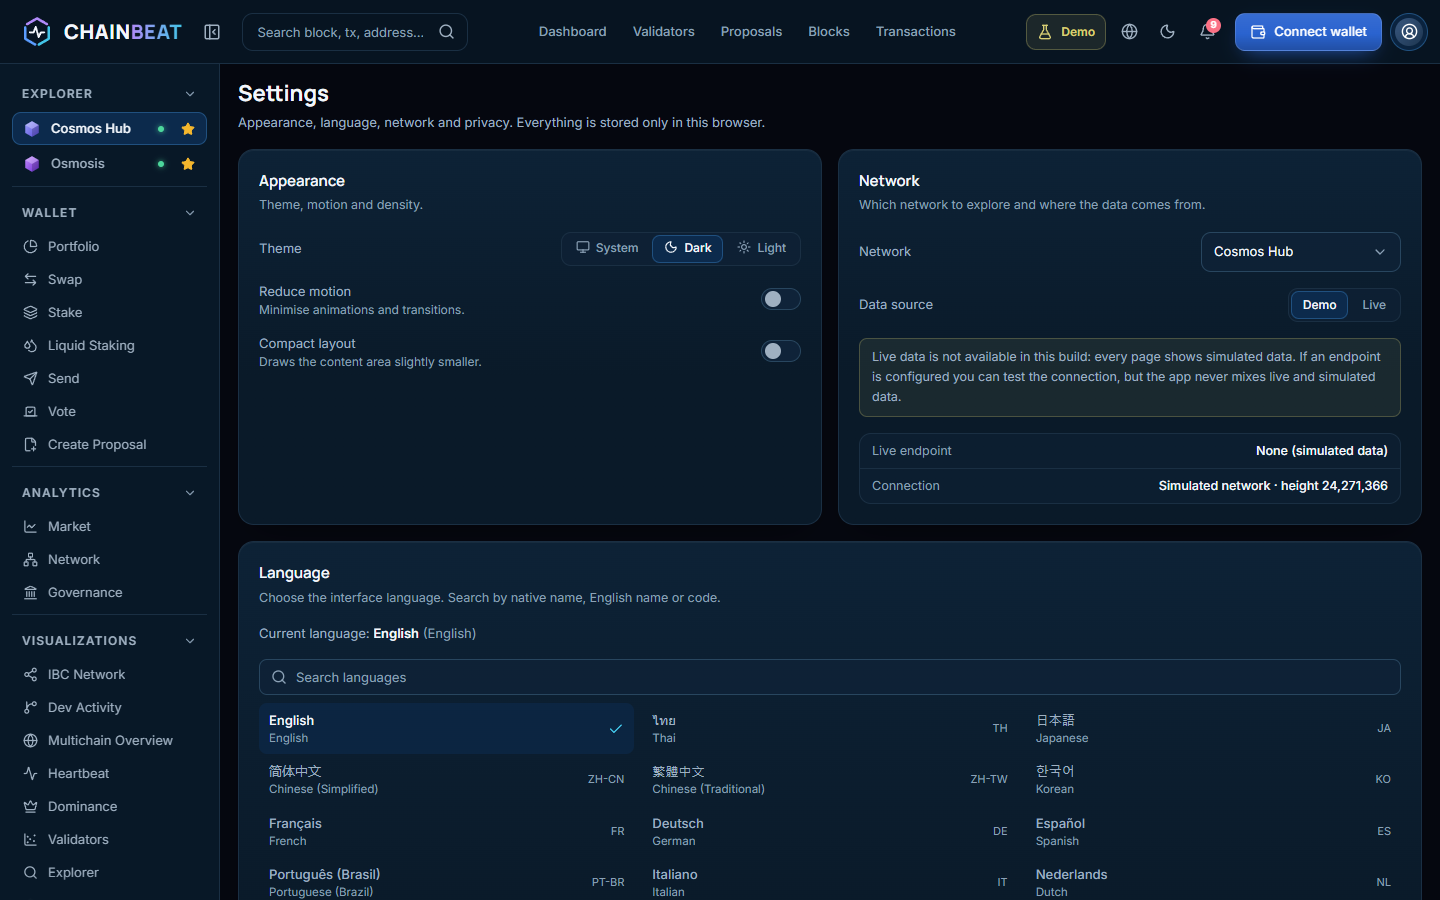 CHAINBEAT
Search block, tx, address...
Dashboard
Validators
Proposals
Blocks
Transactions
Demo
9
Connect wallet
EXPLORER
Cosmos Hub
Osmosis
WALLET
Portfolio
Swap
Stake
Liquid Staking
Send
Vote
Create Proposal
ANALYTICS
Market
Network
Governance
VISUALIZATIONS
IBC Network
Dev Activity
Multichain Overview
Heartbeat
Dominance
Validators
Explorer
Settings
Appearance, language, network and privacy. Everything is stored only in this browser.
Appearance
Theme, motion and density.
Theme
System
Dark
Light
Reduce motion
Minimise animations and transitions.
Compact layout
Draws the content area slightly smaller.
Network
Which network to explore and where the data comes from.
Network
Cosmos Hub
Data source
Demo
Live
Live data is not available in this build: every page shows simulated data. If an endpoint
is configured you can test the connection, but the app never mixes live and simulated
data.
Live endpoint
None (simulated data)
Connection
Simulated network · height 24,271,366
Language
Choose the interface language. Search by native name, English name or code.
Current language: English (English)
Search languages
English
English
ไทย
Thai
TH
日本語
Japanese
JA
简体中文
Chinese (Simplified)
ZH-CN
繁體中文
Chinese (Traditional)
ZH-TW
한국어
Korean
KO
Français
French
FR
Deutsch
German
DE
Español
Spanish
ES
Português (Brasil)
Portuguese (Brazil)
PT-BR
Italiano
Italian
IT
Nederlands
Dutch
NL